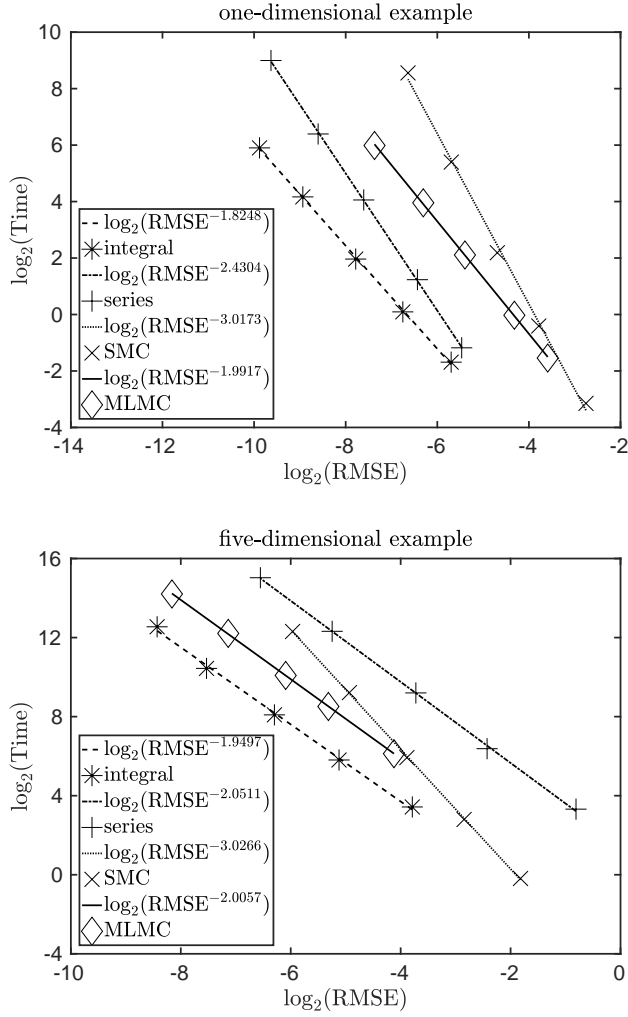 one-dimensional example
10
8
6
4
2
0
-2
-4
log₂(Time)
log₂(RMSE⁻¹·⁸²⁴⁸)
integral
log₂(RMSE⁻²·⁴³⁰⁴)
series
log₂(RMSE⁻³·⁰¹⁷³)
SMC
log₂(RMSE⁻¹·⁹⁹¹⁷)
MLMC
-14 -12 -10 -8 -6 -4 -2
log₂(RMSE)
five-dimensional example
16
12
8
4
0
-4
log₂(Time)
log₂(RMSE⁻¹·⁹⁴⁹⁷)
integral
log₂(RMSE⁻²·⁰⁵¹¹)
series
log₂(RMSE⁻³·⁰²⁶⁶)
SMC
log₂(RMSE⁻²·⁰⁰⁵⁷)
MLMC
-10 -8 -6 -4 -2 0
log₂(RMSE)